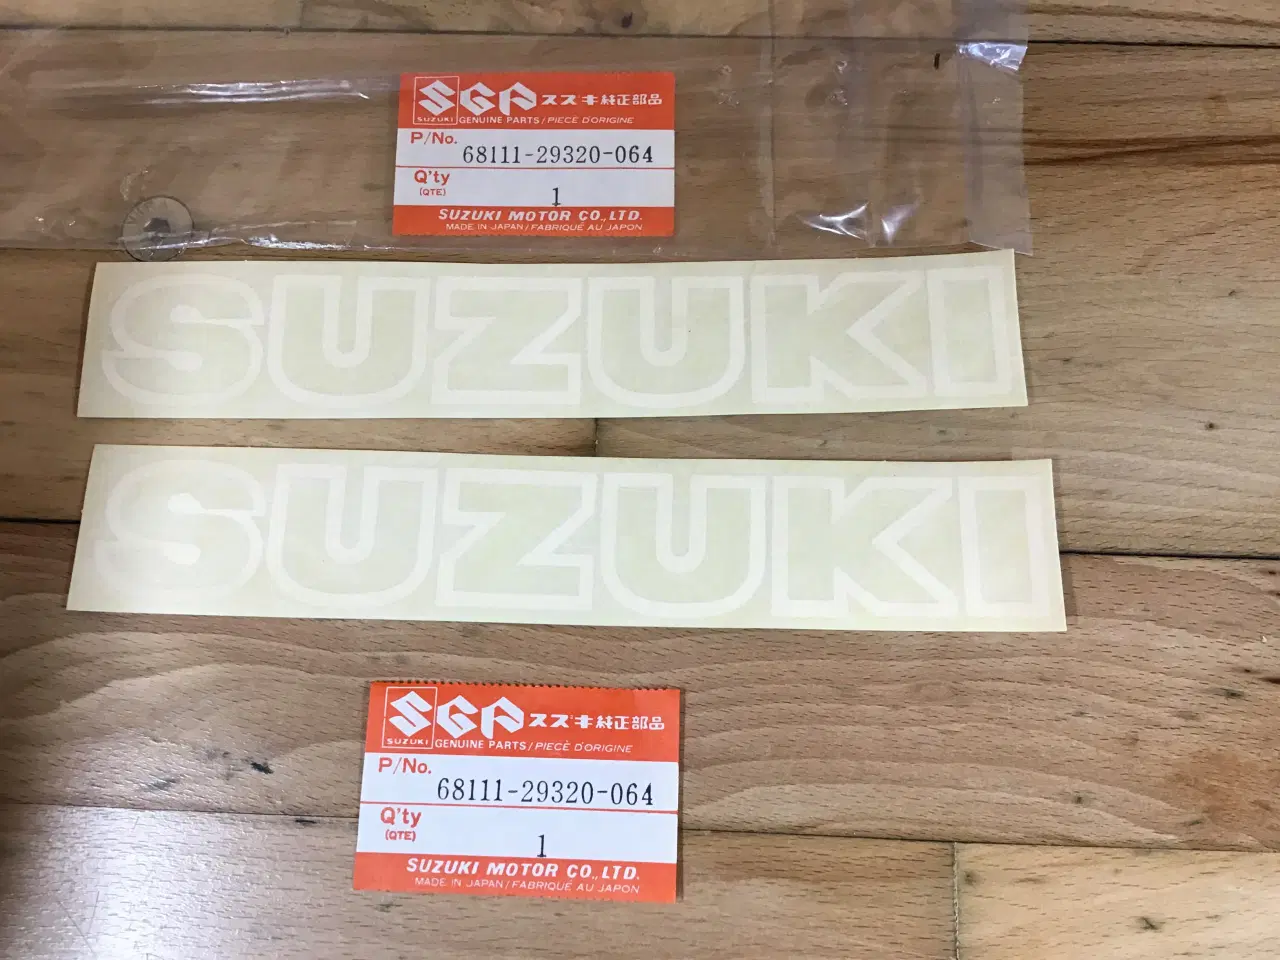 SGP スズキ純正部品
SUZUKI GENUINE PARTS/PIECE D'ORIGINE
P/No. 68111-29320-064
Q'ty
(QTE) 1
SUZUKI MOTOR CO.,LTD.
MADE IN JAPAN/FABRIQUÉ AU JAPON
SUZUKI
SUZUKI
SGP スズキ純正部品
SUZUKI GENUINE PARTS/PIECE D'ORIGINE
P/No. 68111-29320-064
Q'ty
(QTE) 1
SUZUKI MOTOR CO.,LTD.
MADE IN JAPAN/FABRIQUE AU JAPON